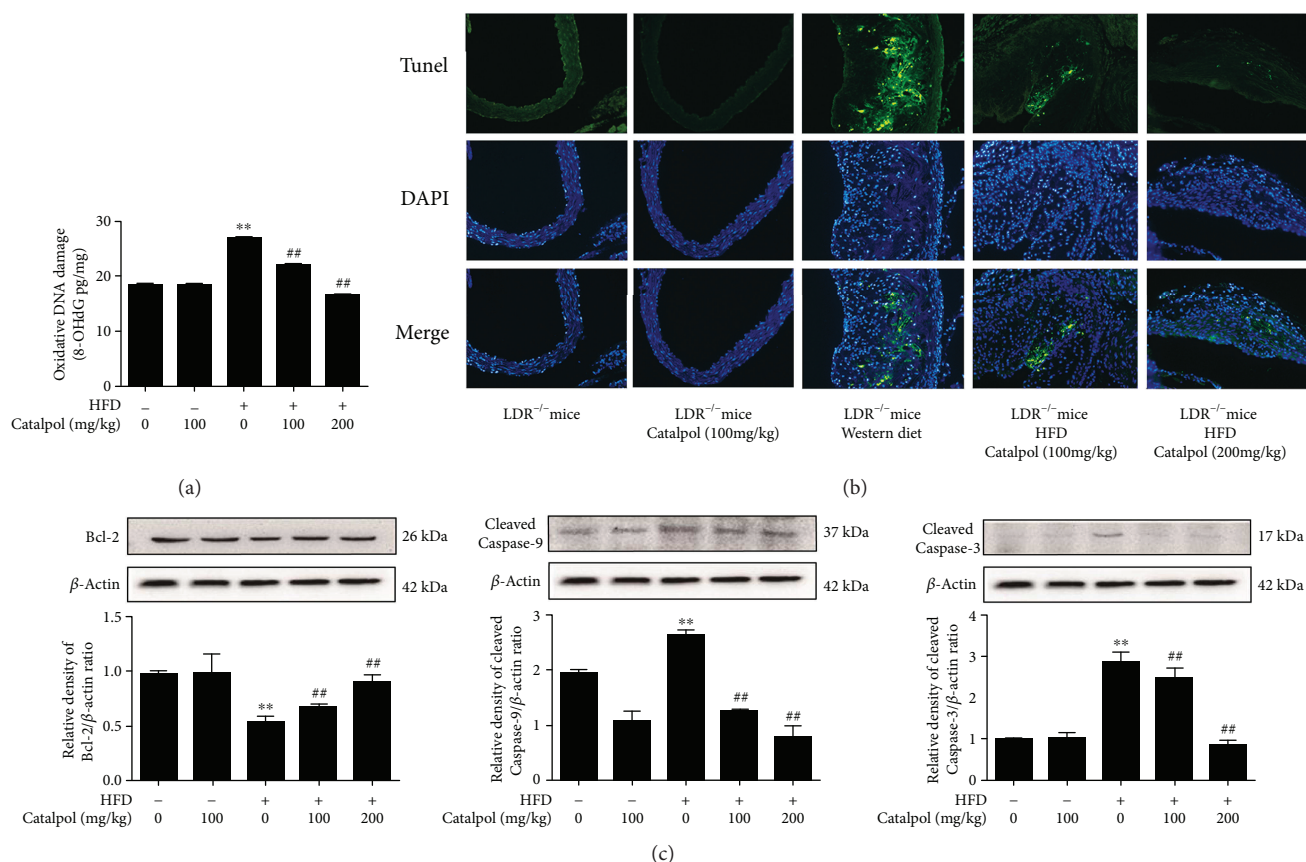 Oxidative DNA damage
(8-OHdG pg/mg)
30
20
10
0
**
##
##
HFD – – + + +
Catalpol (mg/kg) 0 100 0 100 200
(a)
Tunel
DAPI
Merge
LDR−/− mice
LDR−/− mice
Catalpol (100mg/kg)
LDR−/− mice
Western diet
LDR−/− mice
HFD
Catalpol (100mg/kg)
LDR−/− mice
HFD
Catalpol (200mg/kg)
(b)
Bcl-2 26 kDa
β-Actin 42 kDa
Relative density of
Bcl-2/β-actin ratio
1.5
1.0
0.5
0.0
**
##
##
HFD – – + + +
Catalpol (mg/kg) 0 100 0 100 200
Cleaved
Caspase-9
37 kDa
β-Actin 42 kDa
Relative density of cleaved
Caspase-9/β-actin ratio
3
2
1
0
**
##
##
HFD – – + + +
Catalpol (mg/kg) 0 100 0 100 200
Cleaved
Caspase-3
17 kDa
β-Actin 42 kDa
Relative density of cleaved
Caspase-3/β-actin ratio
4
3
2
1
0
**
##
##
HFD – – + + +
Catalpol (mg/kg) 0 100 0 100 200
(c)